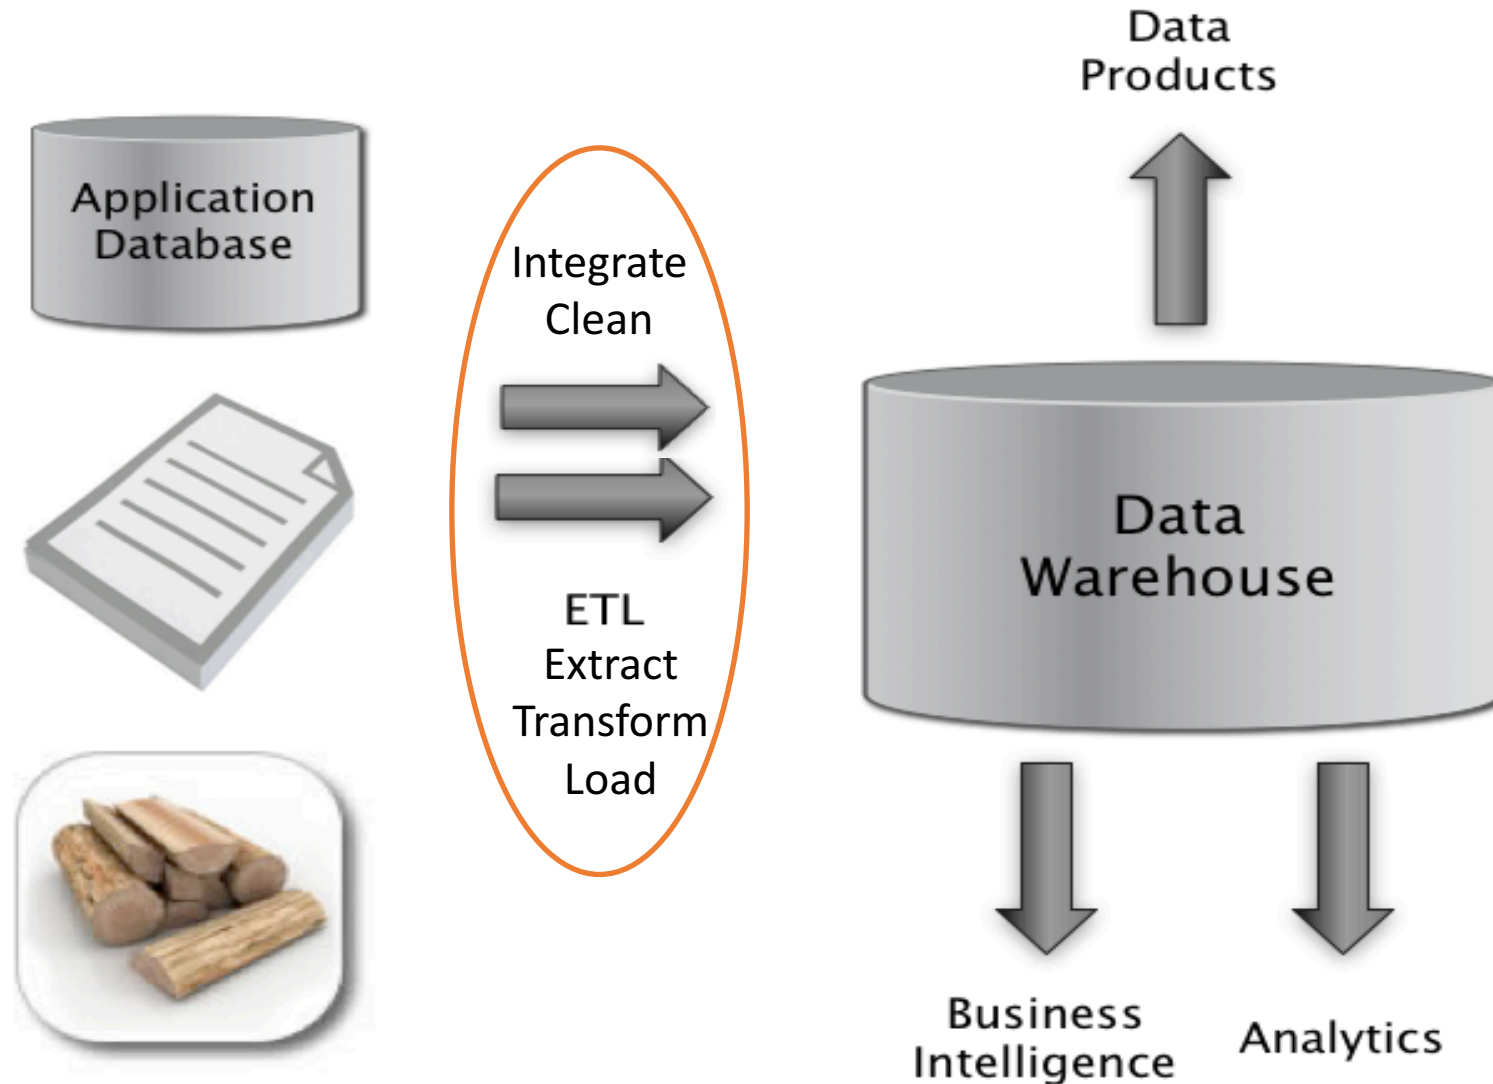 Application
Database
Integrate
Clean
ETL
Extract
Transform
Load
Data
Products
Data
Warehouse
Business
Intelligence
Analytics